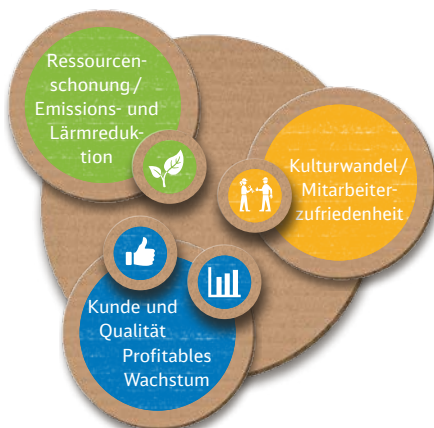 Ressourcen-
schonung/
Emissions- und
Lärmreduk-
tion
Kulturwandel/
Mitarbeiter-
zufriedenheit
Kunde und
Qualität
Profitables
Wachstum